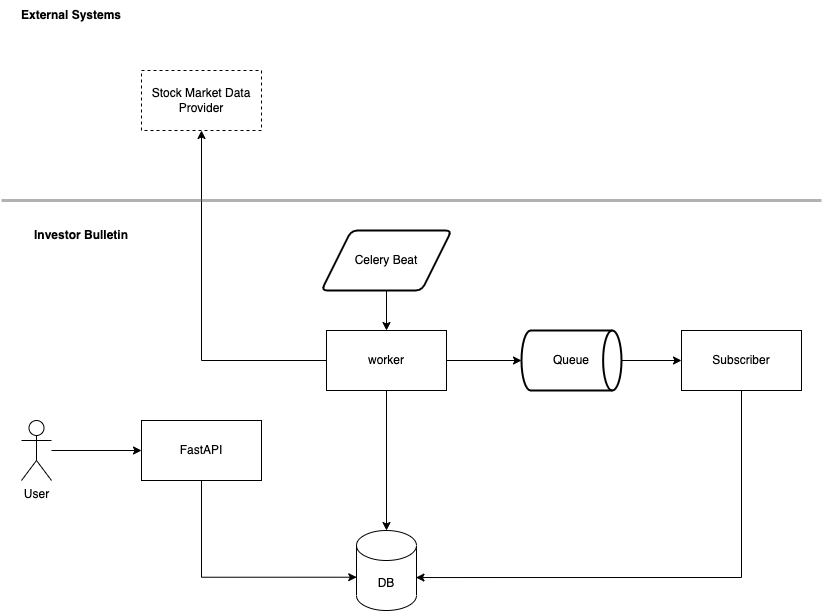 External Systems
Stock Market Data
Provider
Investor Bulletin
Celery Beat
worker
Queue
Subscriber
FastAPI
User
DB